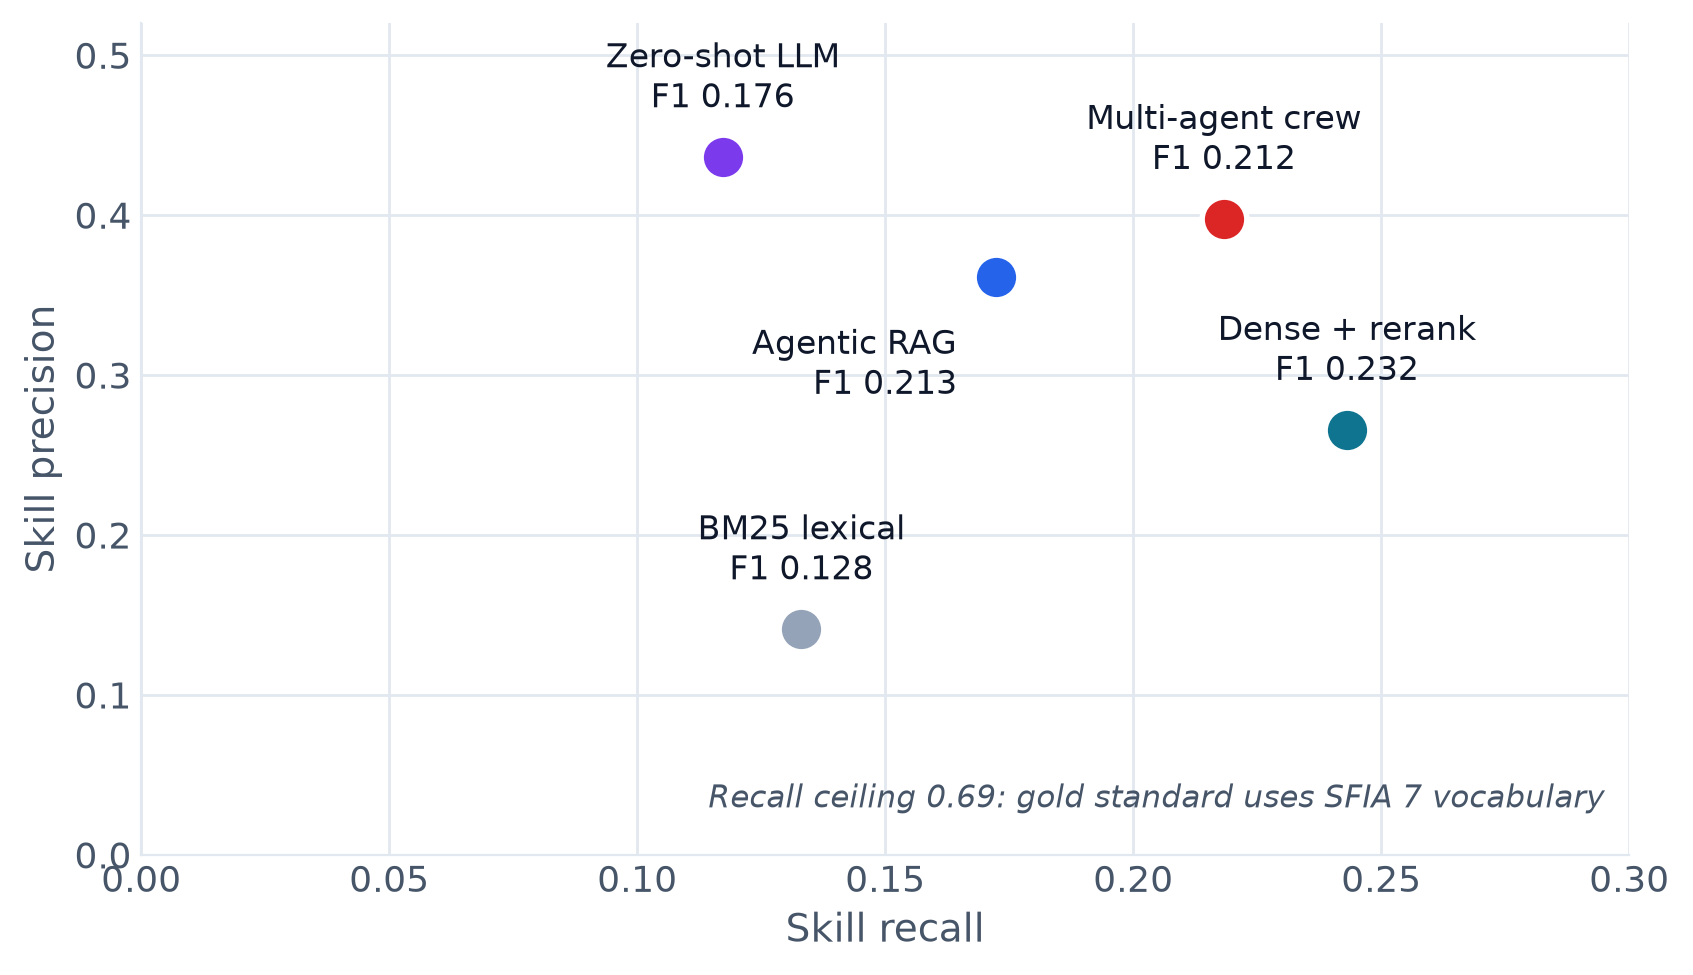 0.5
Zero-shot LLM
F1 0.176
Multi-agent crew
F1 0.212
0.4
Agentic RAG
F1 0.213
Dense + rerank
F1 0.232
0.3
Skill precision
BM25 lexical
F1 0.128
0.2
0.1
Recall ceiling 0.69: gold standard uses SFIA 7 vocabulary
0.0
0.00 0.05 0.10 0.15 0.20 0.25 0.30
Skill recall